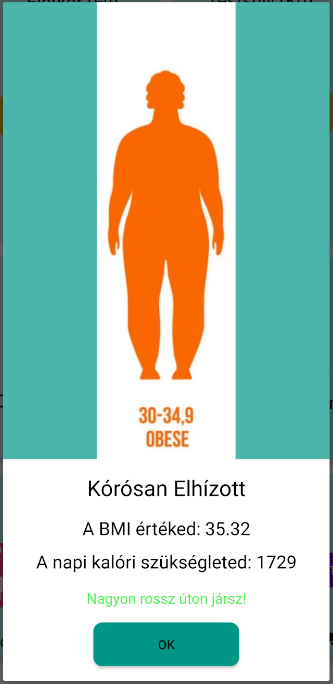 30-34,9
OBESE
Kórósan Elhízott
A BMI értéked: 35.32
A napi kalóri szükségleted: 1729
Nagyon rossz úton jársz!
OK